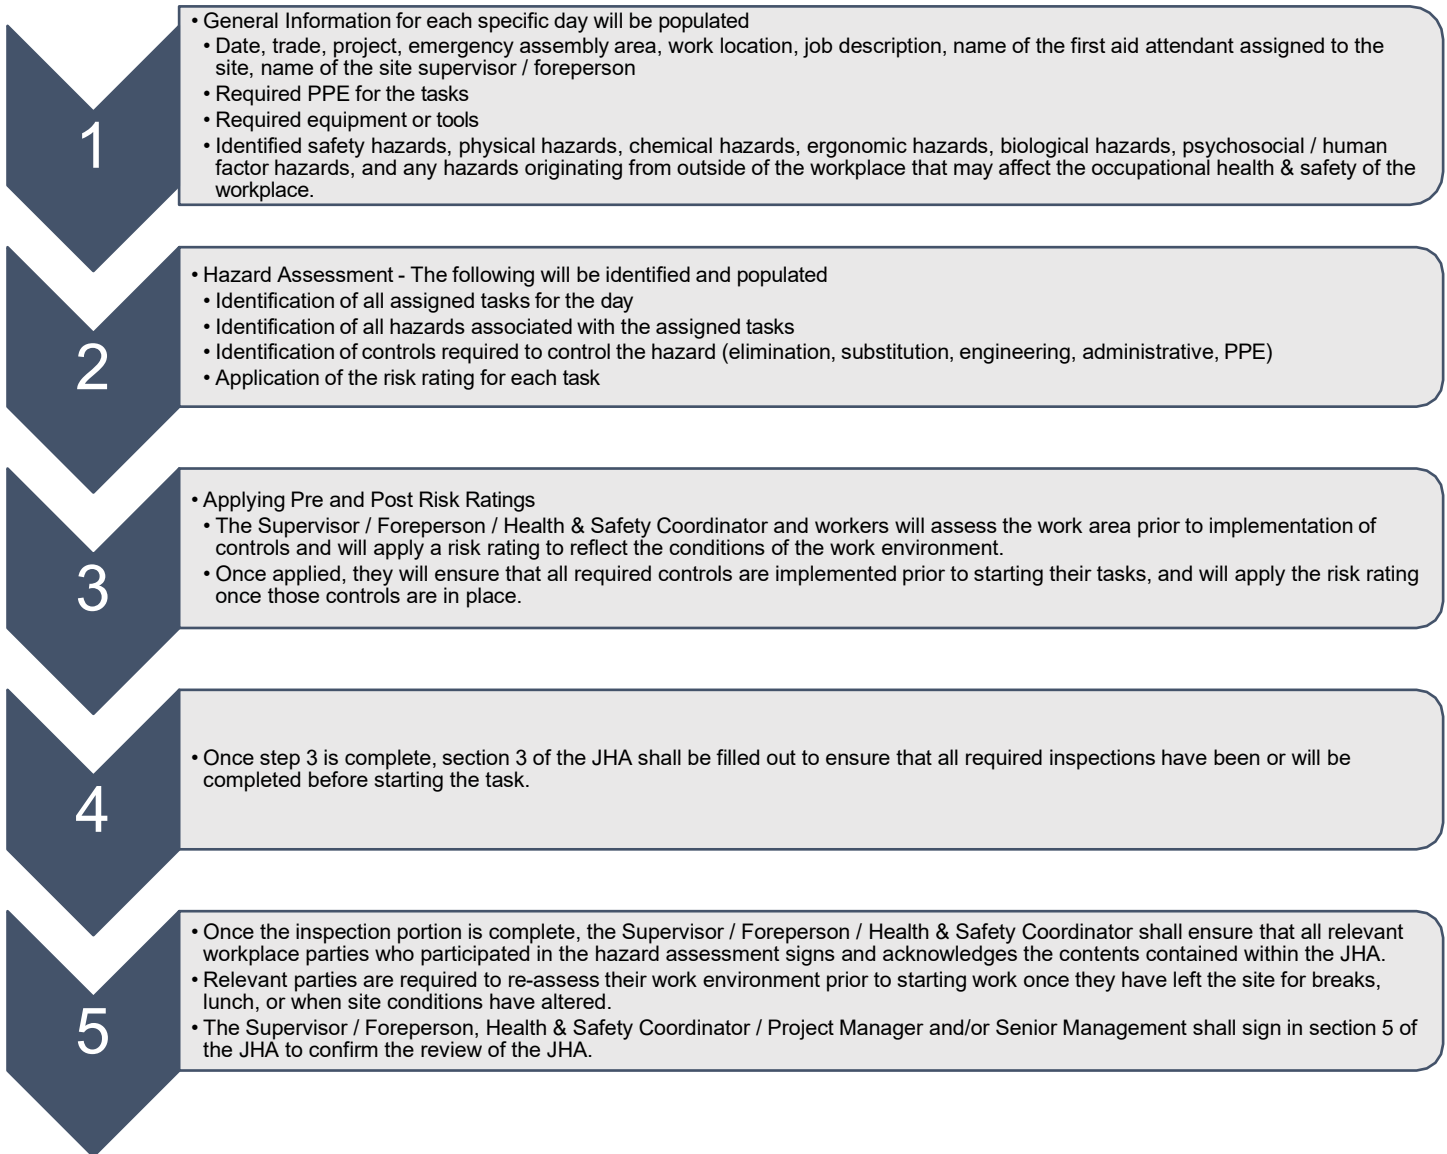 1
• General Information for each specific day will be populated
• Date, trade, project, emergency assembly area, work location, job description, name of the first aid attendant assigned to the
site, name of the site supervisor / foreperson
• Required PPE for the tasks
• Required equipment or tools
• Identified safety hazards, physical hazards, chemical hazards, ergonomic hazards, biological hazards, psychosocial / human
factor hazards, and any hazards originating from outside of the workplace that may affect the occupational health & safety of the
workplace.
2
• Hazard Assessment - The following will be identified and populated
• Identification of all assigned tasks for the day
• Identification of all hazards associated with the assigned tasks
• Identification of controls required to control the hazard (elimination, substitution, engineering, administrative, PPE)
• Application of the risk rating for each task
3
• Applying Pre and Post Risk Ratings
• The Supervisor / Foreperson / Health & Safety Coordinator and workers will assess the work area prior to implementation of
controls and will apply a risk rating to reflect the conditions of the work environment.
• Once applied, they will ensure that all required controls are implemented prior to starting their tasks, and will apply the risk rating
once those controls are in place.
4
• Once step 3 is complete, section 3 of the JHA shall be filled out to ensure that all required inspections have been or will be
completed before starting the task.
5
• Once the inspection portion is complete, the Supervisor / Foreperson / Health & Safety Coordinator shall ensure that all relevant
workplace parties who participated in the hazard assessment signs and acknowledges the contents contained within the JHA.
• Relevant parties are required to re-assess their work environment prior to starting work once they have left the site for breaks,
lunch, or when site conditions have altered.
• The Supervisor / Foreperson, Health & Safety Coordinator / Project Manager and/or Senior Management shall sign in section 5 of
the JHA to confirm the review of the JHA.